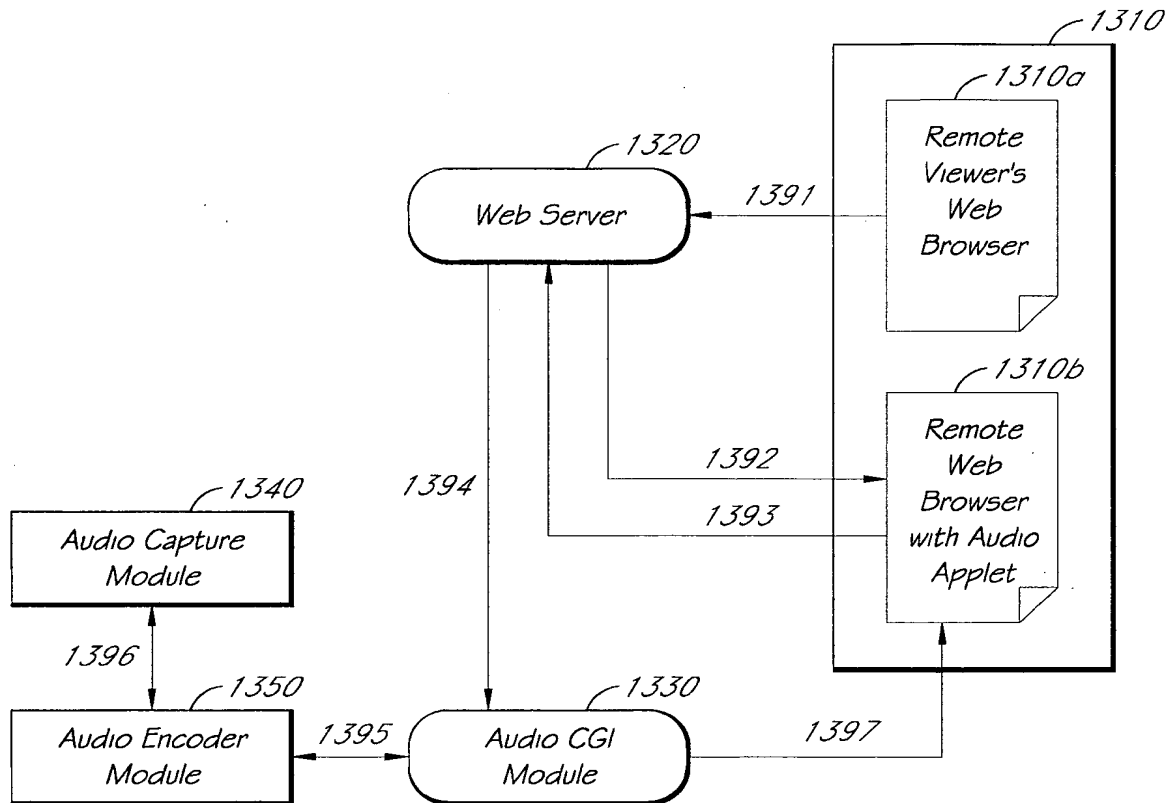 1310
1310a
Remote
Viewer's
Web
Browser
1320
Web Server
1391
1310b
Remote
Web
Browser
with Audio
Applet
1392
1393
1394
1340
Audio Capture
Module
1396
1350
Audio Encoder
Module
1395
1330
Audio CGI
Module
1397